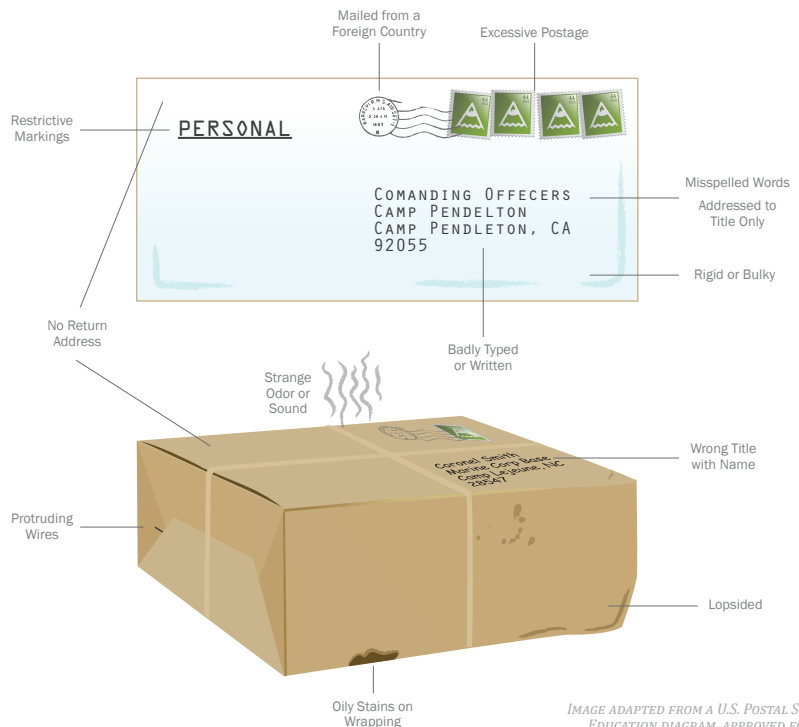 Mailed from a
Foreign Country
Excessive Postage
Restrictive
Markings
PERSONAL
COMANDING OFFECERS
CAMP PENDELTON
CAMP PENDLETON, CA
92055
Misspelled Words
Addressed to
Title Only
Rigid or Bulky
No Return
Address
Badly Typed
or Written
Strange
Odor or
Sound
Coronel Smith
Marine Corp Base
Camp Lejeune, NC
28547
Wrong Title
with Name
Protruding
Wires
Lopsided
Oily Stains on
Wrapping
IMAGE ADAPTED FROM A U.S. POSTAL
EDUCATION DIAGRAM, APPROVED